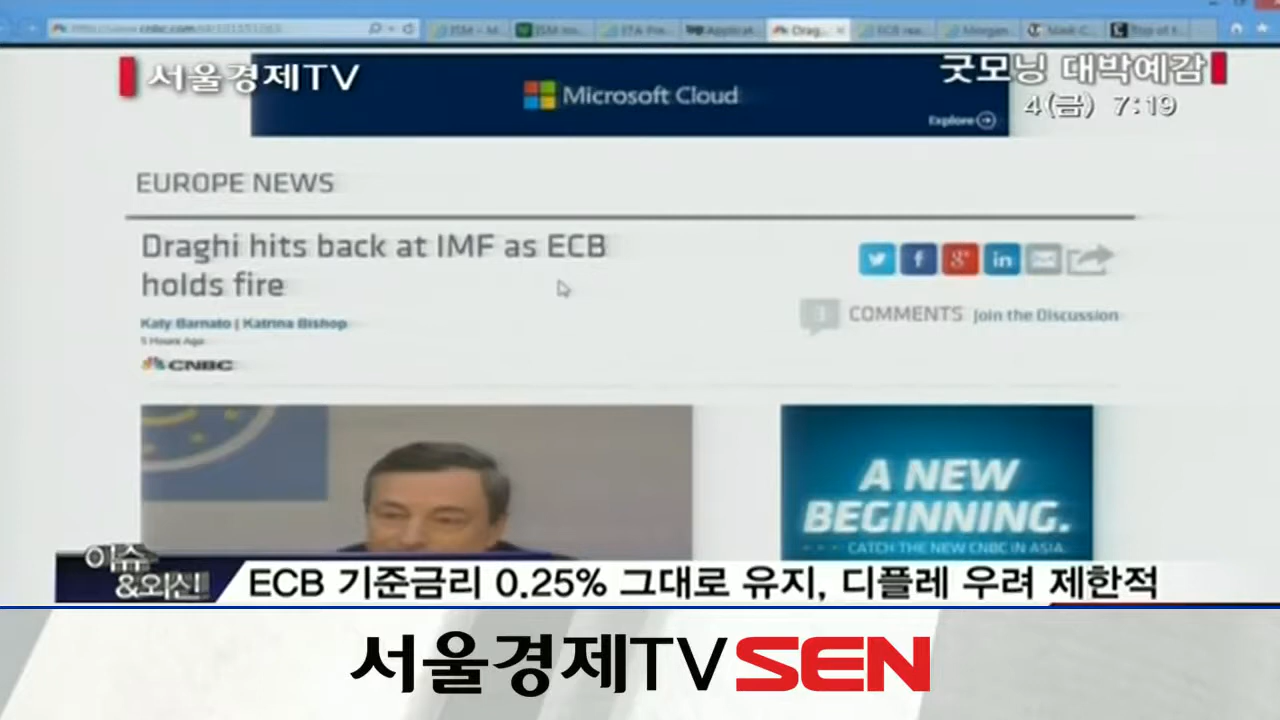 서울경제TV
굿모닝 대박예감
4(금) 7:19
Microsoft Cloud
Explore
EUROPE NEWS
Draghi hits back at IMF as ECB
holds fire
Katy Barnato | Katrina Bishop
5 Hours Ago
CNBC
COMMENTS Join the Discussion
A NEW
BEGINNING.
CATCH THE NEW CNBC IN ASIA.
이슈
&외신
ECB 기준금리 0.25% 그대로 유지, 디플레 우려 제한적
서울경제TV SEN